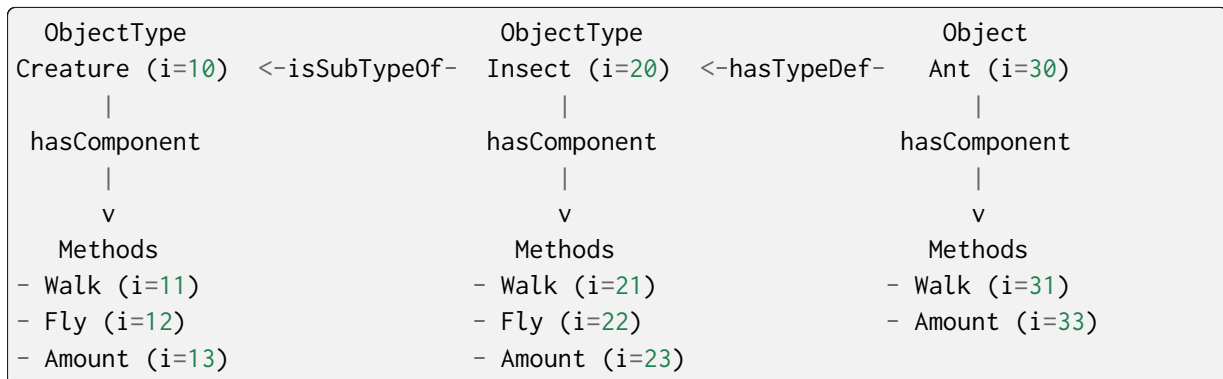 ObjectType ObjectType Object
Creature (i=10) <-isSubTypeOf- Insect (i=20) <-hasTypeDef- Ant (i=30)
| | |
hasComponent hasComponent hasComponent
| | |
v v v
Methods Methods Methods
- Walk (i=11) - Walk (i=21) - Walk (i=31)
- Fly (i=12) - Fly (i=22) - Amount (i=33)
- Amount (i=13) - Amount (i=23)